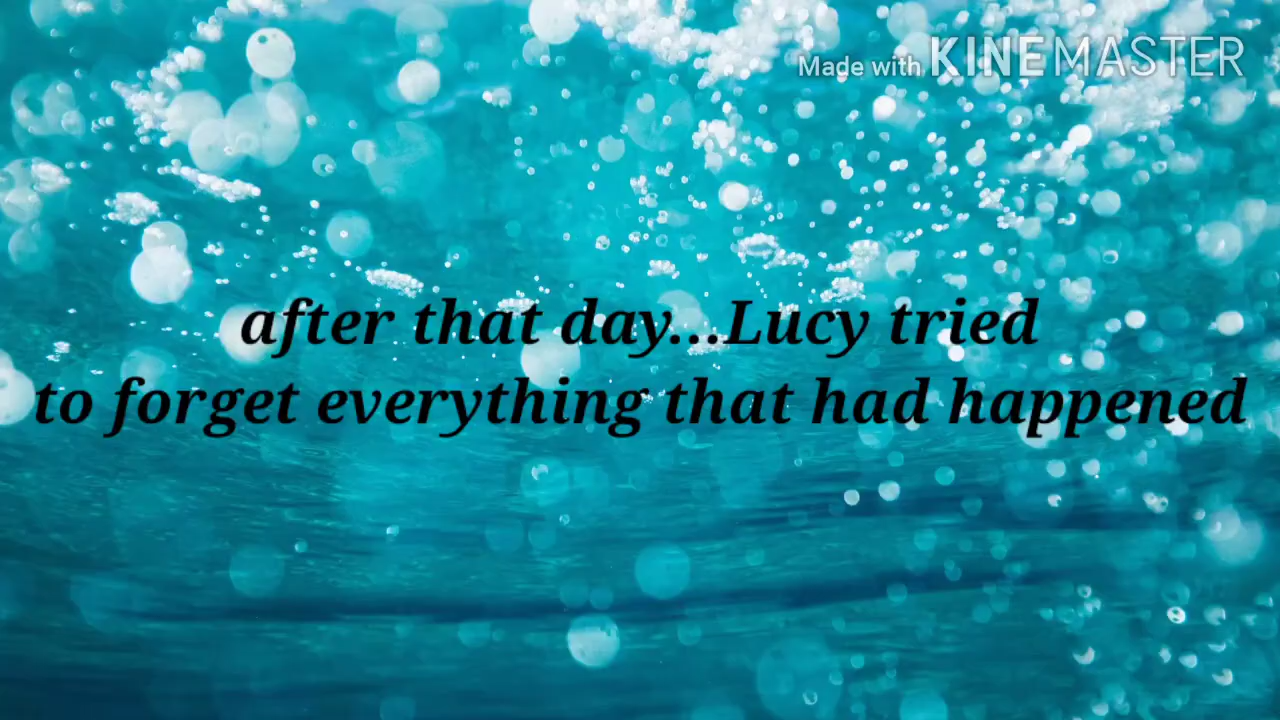 Made with KINEMASTER
after that day...Lucy tried
to forget everything that had happened